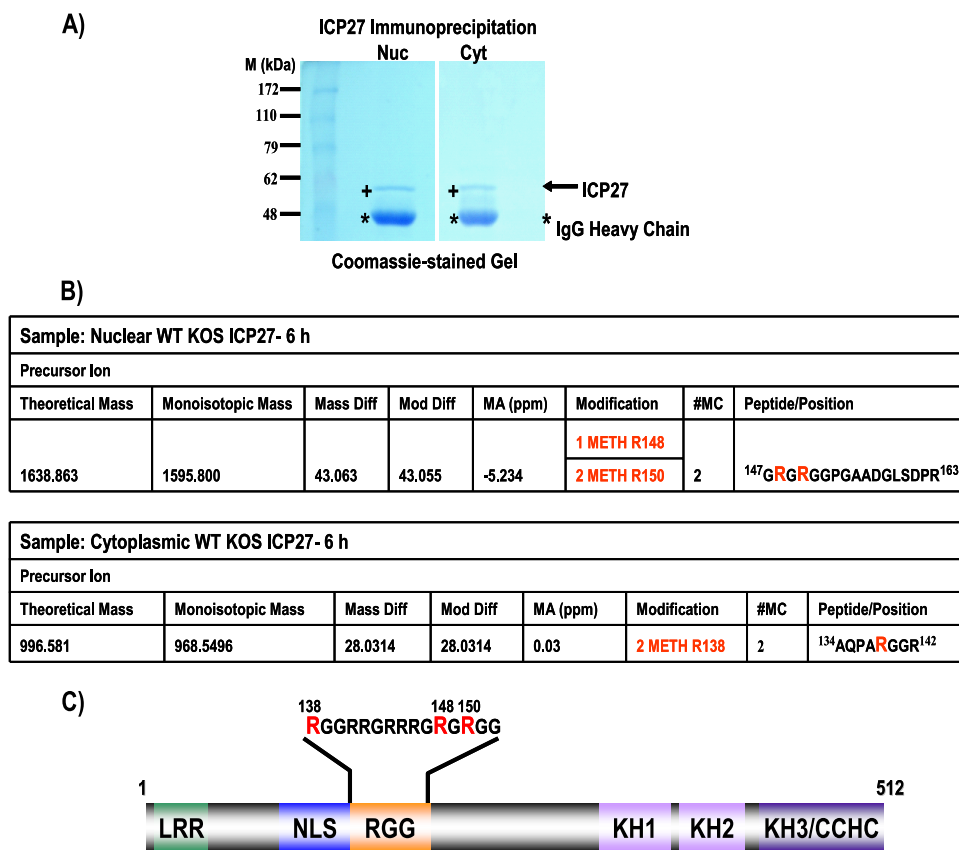 A)
ICP27 Immunoprecipitation
Nuc Cyt
M (kDa)
172
110
79
62
48
+ +
* * *
ICP27
IgG Heavy Chain
Coomassie-stained Gel
B)
Sample: Nuclear WT KOS ICP27- 6 h
Precursor Ion
Theoretical Mass Monoisotopic Mass Mass Diff Mod Diff MA (ppm) Modification #MC Peptide/Position
1 METH R148
1638.863 1595.800 43.063 43.055 -5.234 2 METH R150 2 147GRGRGGPGAADGLSDPR163
Sample: Cytoplasmic WT KOS ICP27- 6 h
Precursor Ion
Theoretical Mass Monoisotopic Mass Mass Diff Mod Diff MA (ppm) Modification #MC Peptide/Position
996.581 968.5496 28.0314 28.0314 0.03 2 METH R138 2 134AQPARGGR142
C)
138 148 150
RGGRRGRRRGRGRGG
1 512
LRR NLS RGG KH1 KH2 KH3/CCHC